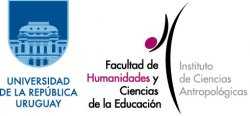 UNIVERSIDAD
DE LA REPÚBLICA
URUGUAY
Facultad de
Humanidades y
Ciencias
de la Educación
Instituto
de Ciencias
Antropológicas